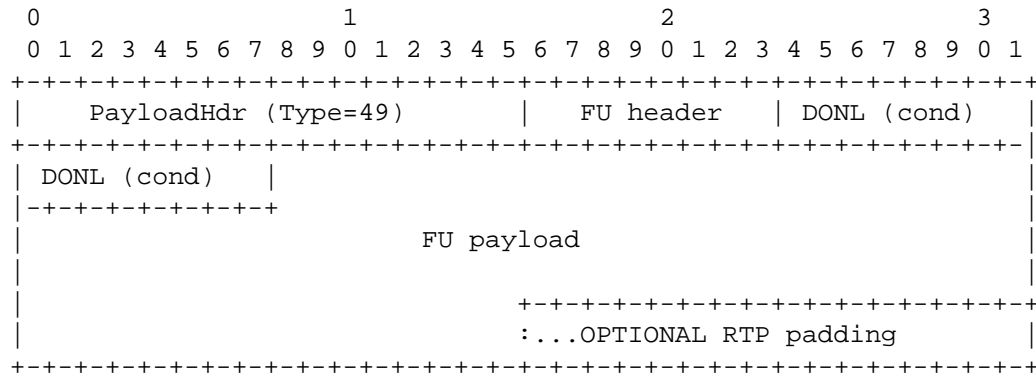 0                   1                   2                   3
 0 1 2 3 4 5 6 7 8 9 0 1 2 3 4 5 6 7 8 9 0 1 2 3 4 5 6 7 8 9 0 1
+-+-+-+-+-+-+-+-+-+-+-+-+-+-+-+-+-+-+-+-+-+-+-+-+-+-+-+-+-+-+-+-+
|    PayloadHdr (Type=49)       |   FU header   | DONL (cond)   |
+-+-+-+-+-+-+-+-+-+-+-+-+-+-+-+-+-+-+-+-+-+-+-+-+-+-+-+-+-+-+-+-|
| DONL (cond)   |                                               |
|-+-+-+-+-+-+-+-+                                               |
|                         FU payload                            |
|                                                               |
|                               +-+-+-+-+-+-+-+-+-+-+-+-+-+-+-+-+
|                               :...OPTIONAL RTP padding        |
+-+-+-+-+-+-+-+-+-+-+-+-+-+-+-+-+-+-+-+-+-+-+-+-+-+-+-+-+-+-+-+-+